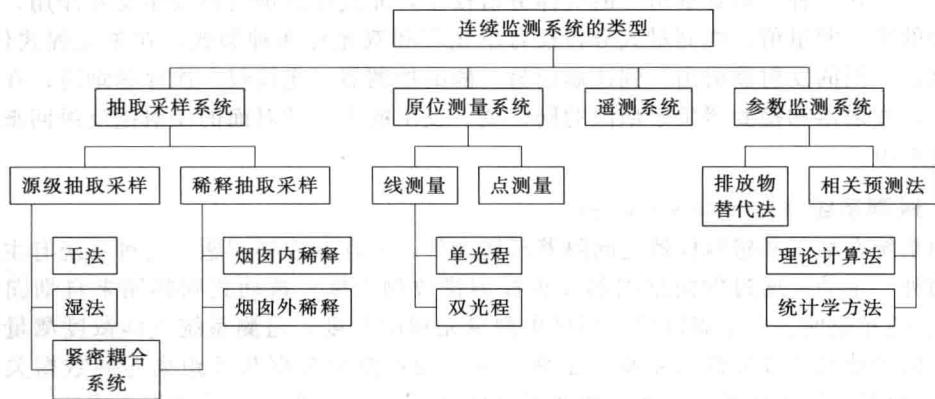 连续监测系统的类型
抽取采样系统
原位测量系统
遥测系统
参数监测系统
源级抽取采样
稀释抽取采样
线测量
点测量
排放物
替代法
相关预测法
干法
湿法
紧密耦合
系统
烟囱内稀释
烟囱外稀释
单光程
双光程
理论计算法
统计学方法